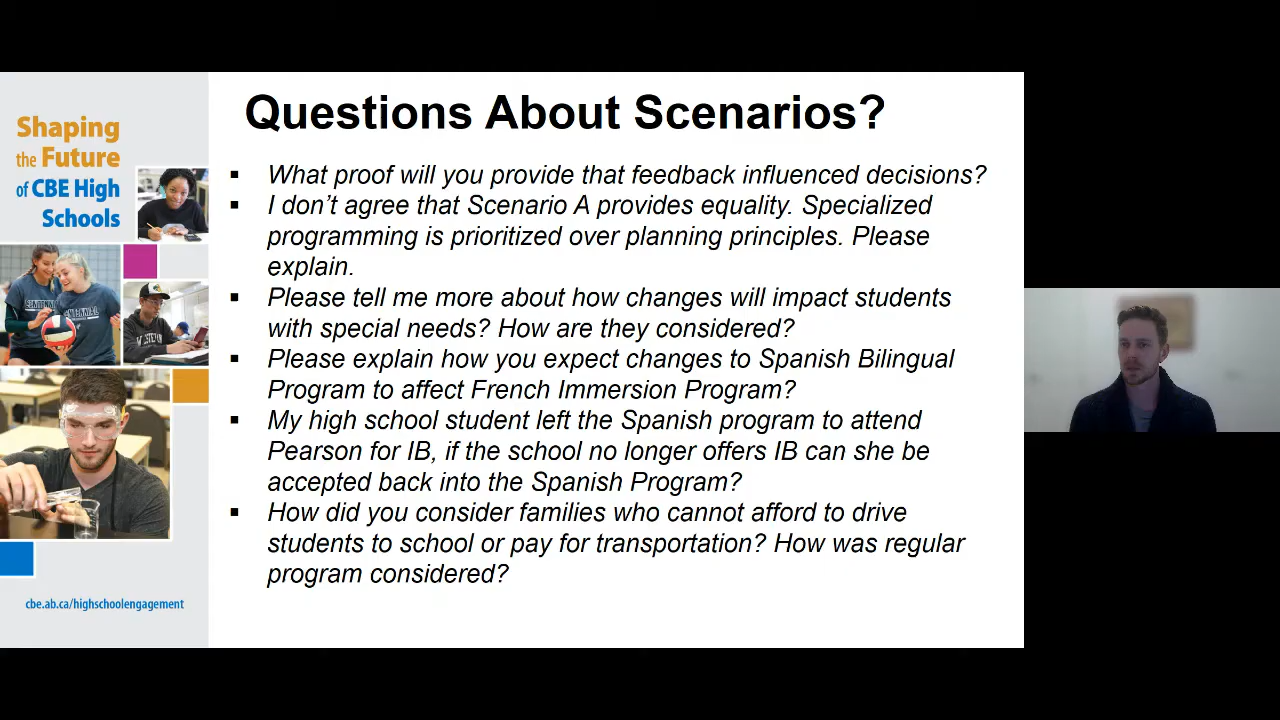 Shaping
the Future
of CBE High
Schools
cbe.ab.ca/highschoolengagement
Questions About Scenarios?
▪ What proof will you provide that feedback influenced decisions?
▪ I don't agree that Scenario A provides equality. Specialized
programming is prioritized over planning principles. Please
explain.
▪ Please tell me more about how changes will impact students
with special needs? How are they considered?
▪ Please explain how you expect changes to Spanish Bilingual
Program to affect French Immersion Program?
▪ My high school student left the Spanish program to attend
Pearson for IB, if the school no longer offers IB can she be
accepted back into the Spanish Program?
▪ How did you consider families who cannot afford to drive
students to school or pay for transportation? How was regular
program considered?